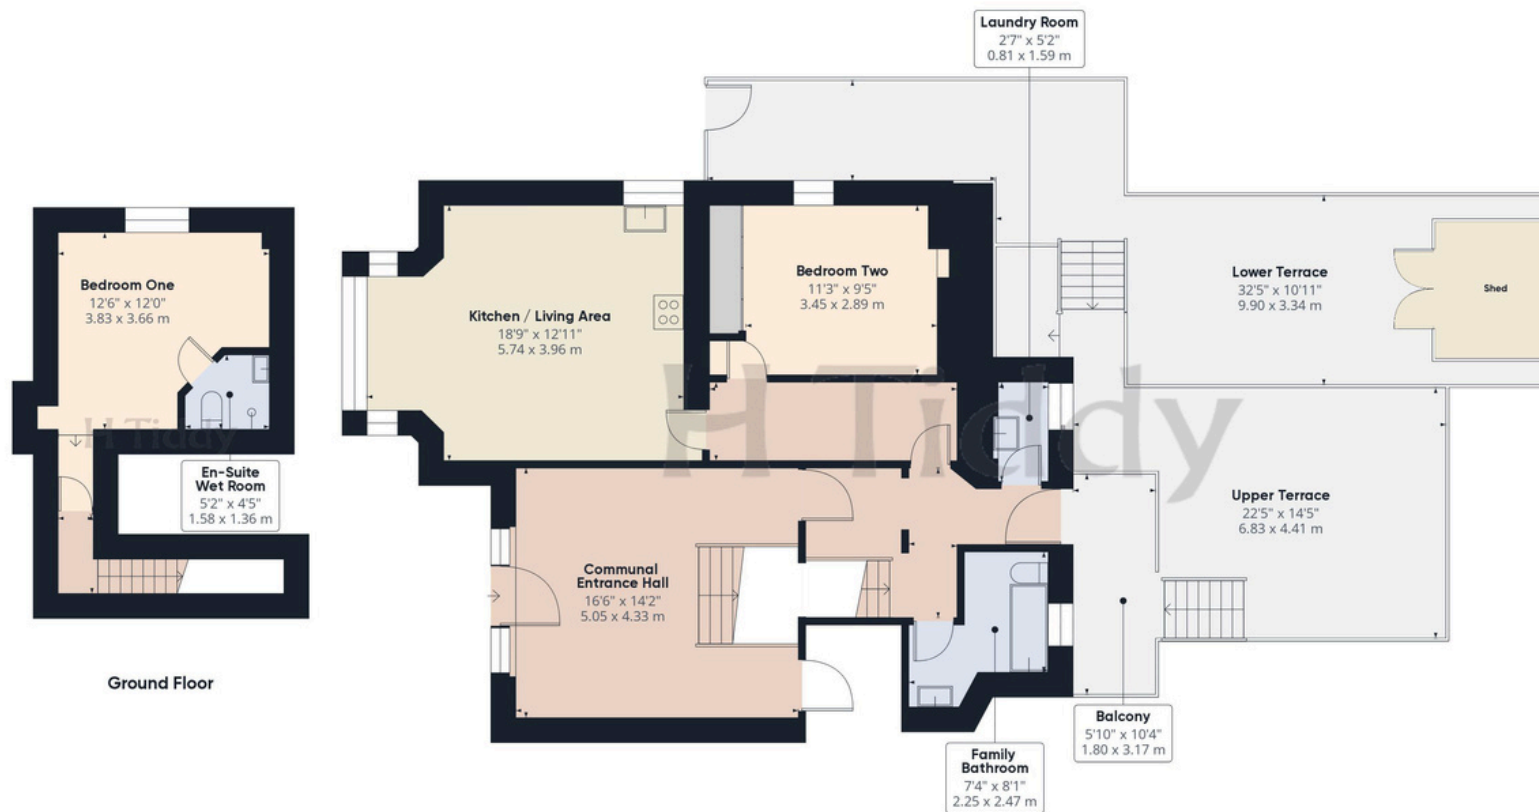 Laundry Room
2'7" x 5'2"
0.81 x 1.59 m
Bedroom One
12'6" x 12'0"
3.83 x 3.66 m
Kitchen / Living Area
18'9" x 12'11"
5.74 x 3.96 m
Bedroom Two
11'3" x 9'5"
3.45 x 2.89 m
Lower Terrace
32'5" x 10'11"
9.90 x 3.34 m
Shed
H Tiddy
H Tiddy
En-Suite
Wet Room
5'2" x 4'5"
1.58 x 1.36 m
Upper Terrace
22'5" x 14'5"
6.83 x 4.41 m
Communal
Entrance Hall
16'6" x 14'2"
5.05 x 4.33 m
Ground Floor
Balcony
5'10" x 10'4"
1.80 x 3.17 m
Family
Bathroom
7'4" x 8'1"
2.25 x 2.47 m